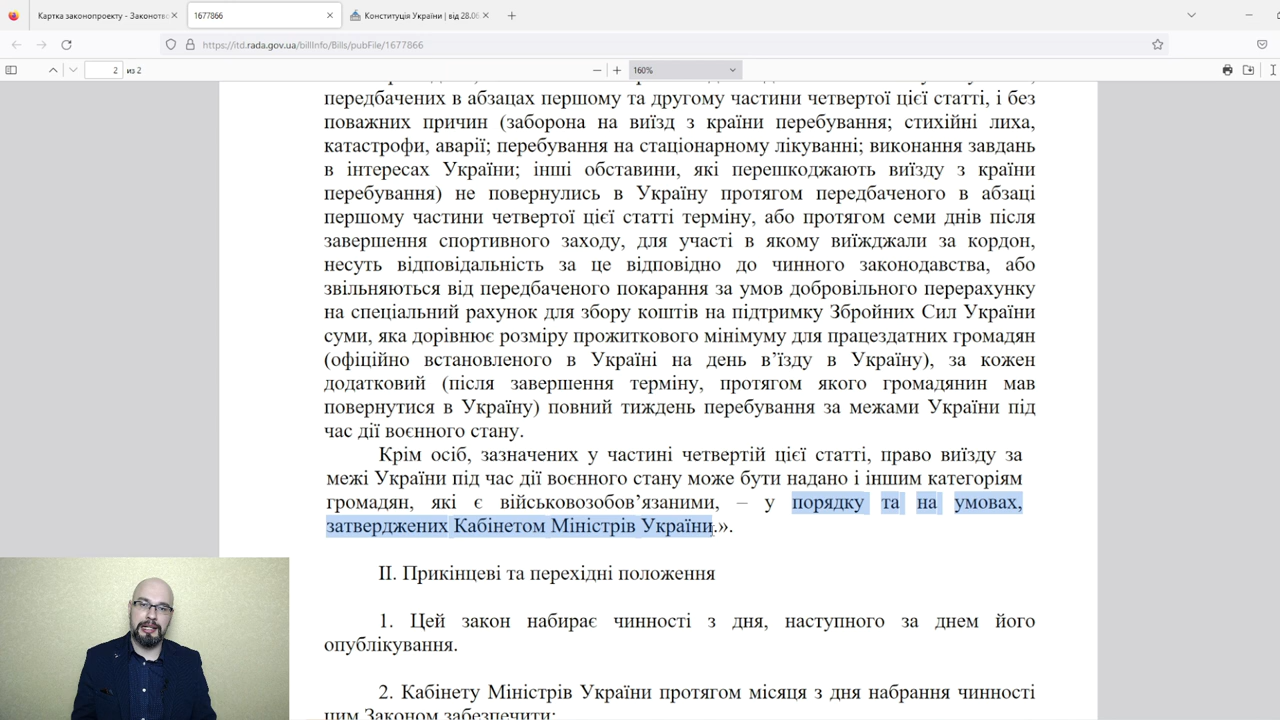 Картка законопроекту - Законотв
1677866
Конституція України | від 28.0
https://itd.rada.gov.ua/billInfo/Bills/pubFile/1677866
2 из 2
160%
передбачених в абзацах першому та другому частини четвертої цієї статті, і без
поважних причин (заборона на виїзд з країни перебування; стихійні лиха,
катастрофи, аварії; перебування на стаціонарному лікуванні; виконання завдань
в інтересах України; інші обставини, які перешкоджають виїзду з країни
перебування) не повернулись в Україну протягом передбаченого в абзаці
першому частини четвертої цієї статті терміну, або протягом семи днів після
завершення спортивного заходу, для участі в якому виїжджали за кордон,
несуть відповідальність за це відповідно до чинного законодавства, або
звільняються від передбаченого покарання за умов добровільного перерахунку
на спеціальний рахунок для збору коштів на підтримку Збройних Сил України
суми, яка дорівнює розміру прожиткового мінімуму для працездатних громадян
(офіційно встановленого в Україні на день в’їзду в Україну), за кожен
додатковий (після завершення терміну, протягом якого громадянин мав
повернутися в Україну) повний тиждень перебування за межами України під
час дії воєнного стану.
Крім осіб, зазначених у частині четвертій цієї статті, право виїзду за
межі України під час дії воєнного стану може бути надано і іншим категоріям
громадян, які є військовозобов’язаними, – у порядку та на умовах,
затверджених Кабінетом Міністрів України.».
ІІ. Прикінцеві та перехідні положення
1. Цей закон набирає чинності з дня, наступного за днем його
опублікування.
2. Кабінету Міністрів України протягом місяця з дня набрання чинності
цим Законом забезпечити: